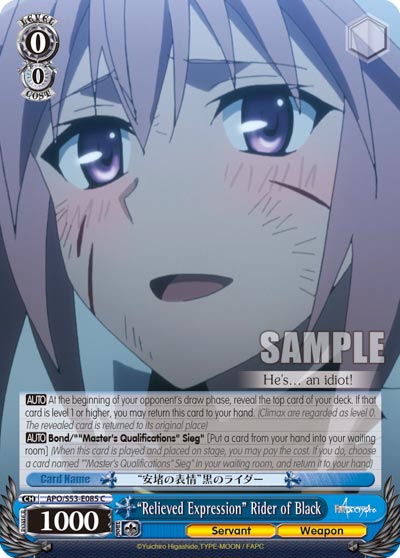 LEVEL
0
0
COST
SAMPLE
He's... an idiot!
AUTO At the beginning of your opponent's draw phase, reveal the top card of your deck. If that
card is level 1 or higher, you may return this card to your hand. (Climax are regarded as level 0.
The revealed card is returned to its original place)
AUTO Bond/""Master's Qualifications" Sieg" [Put a card from your hand into your waiting
room] (When this card is played and placed on stage, you may pay the cost. If you do, choose
a card named ""Master's Qualifications" Sieg" in your waiting room, and return it to your hand)
Card Name "安堵の表情"黒のライダー
CH APO/S53-E085 C
POWER 1000 "Relieved Expression" Rider of Black
Servant Weapon
©Yuichiro Higashide,TYPE-MOON / FAPC